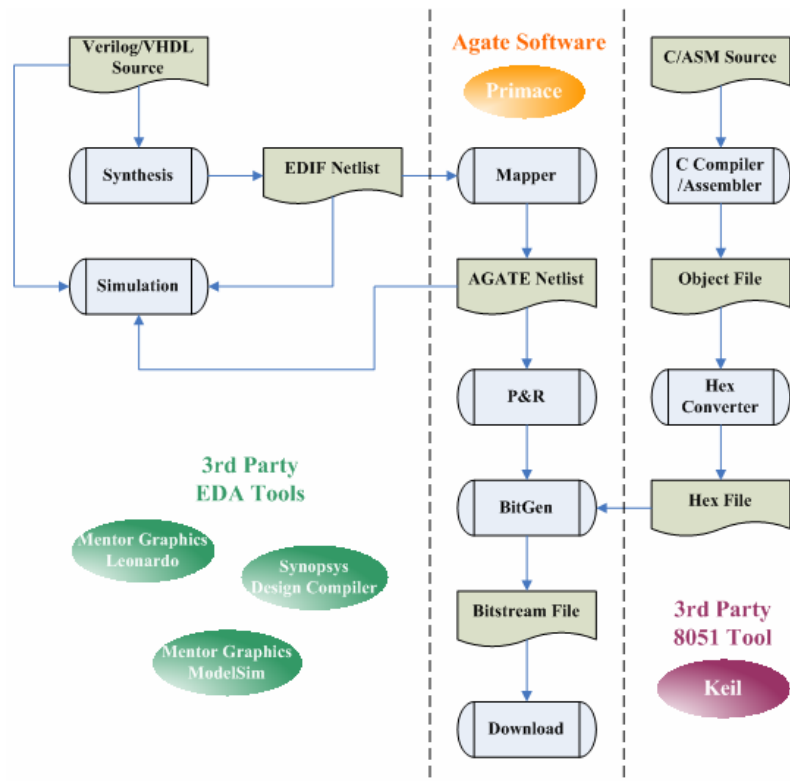 Verilog/VHDL
Source
Synthesis
EDIF Netlist
Simulation
3rd Party
EDA Tools
Mentor Graphics
Leonardo
Synopsys
Design Compiler
Mentor Graphics
ModelSim
Agate Software
Primace
Mapper
AGATE Netlist
P&R
BitGen
Bitstream File
Download
C/ASM Source
C Compiler
/Assembler
Object File
Hex
Converter
Hex File
3rd Party
8051 Tool
Keil